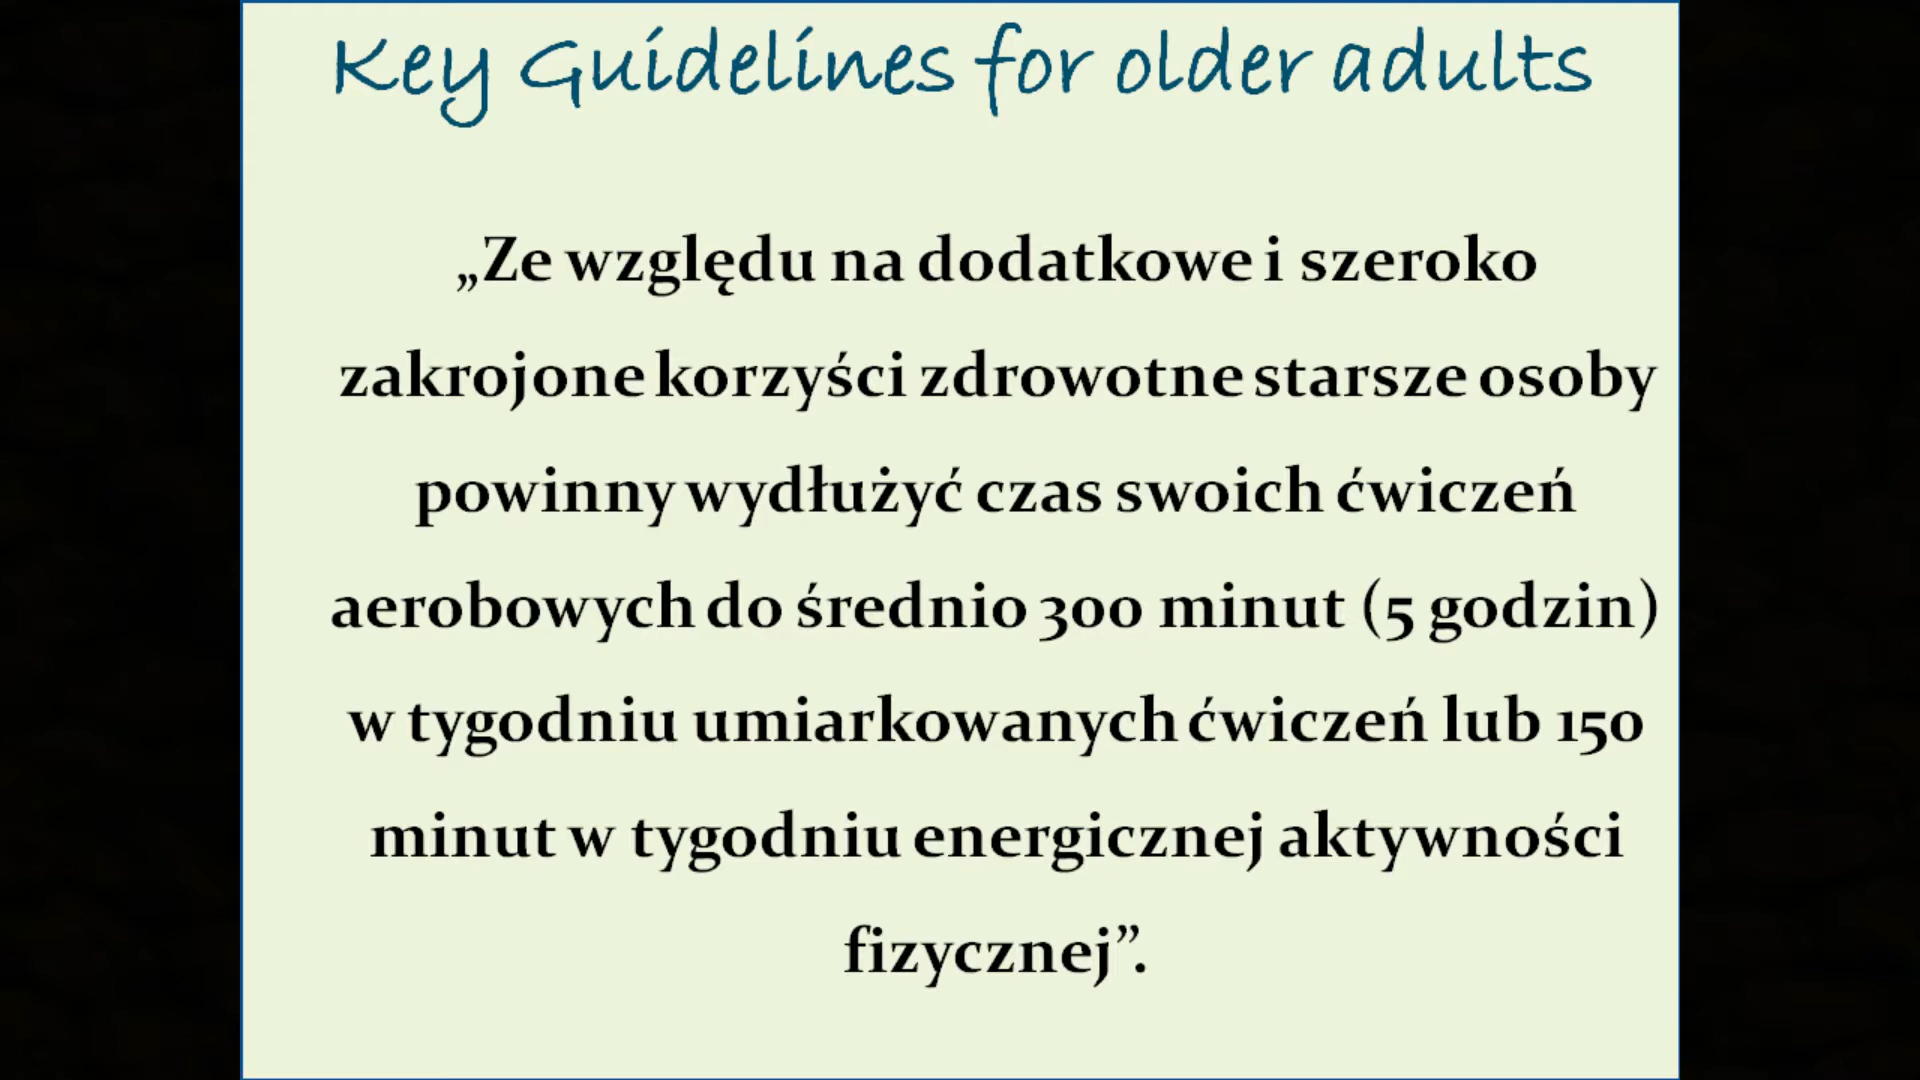 Key Guidelines for older adults
„Ze względu na dodatkowe i szeroko
zakrojone korzyści zdrowotne starsze osoby
powinny wydłużyć czas swoich ćwiczeń
aerobowych do średnio 300 minut (5 godzin)
w tygodniu umiarkowanych ćwiczeń lub 150
minut w tygodniu energicznej aktywności
fizycznej”.